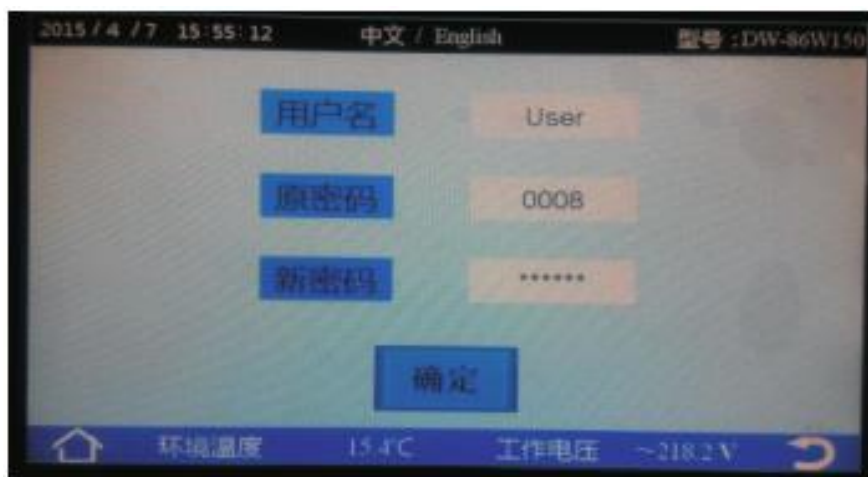 2015 / 4 / 7 15:55:12 中文 / English 型号 :DW-86W150
用户名 User
原密码 0008
新密码 ******
确定
环境温度 15.4℃ 工作电压 ~218.2 V